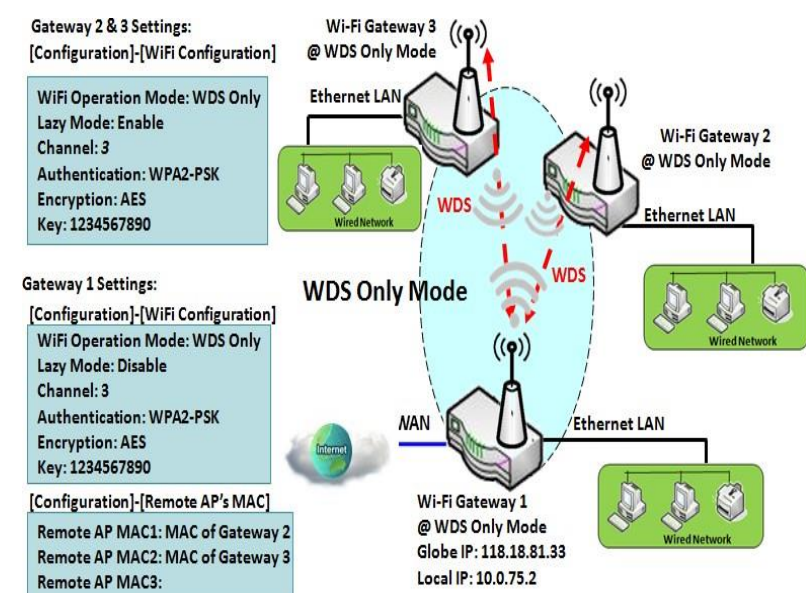 Gateway 2 & 3 Settings:
[Configuration]-[WiFi Configuration]
WiFi Operation Mode: WDS Only
Lazy Mode: Enable
Channel: 3
Authentication: WPA2-PSK
Encryption: AES
Key: 1234567890
Wi-Fi Gateway 3
@ WDS Only Mode
Ethernet LAN
Wired Network
Wi-Fi Gateway 2
@ WDS Only Mode
Ethernet LAN
Wired Network
WDS
WDS
WDS Only Mode
Gateway 1 Settings:
[Configuration]-[WiFi Configuration]
WiFi Operation Mode: WDS Only
Lazy Mode: Disable
Channel: 3
Authentication: WPA2-PSK
Encryption: AES
Key: 1234567890
[Configuration]-[Remote AP's MAC]
Remote AP MAC1: MAC of Gateway 2
Remote AP MAC2: MAC of Gateway 3
Remote AP MAC3:
Internet
WAN
Ethernet LAN
Wired Network
Wi-Fi Gateway 1
@ WDS Only Mode
Globe IP: 118.18.81.33
Local IP: 10.0.75.2